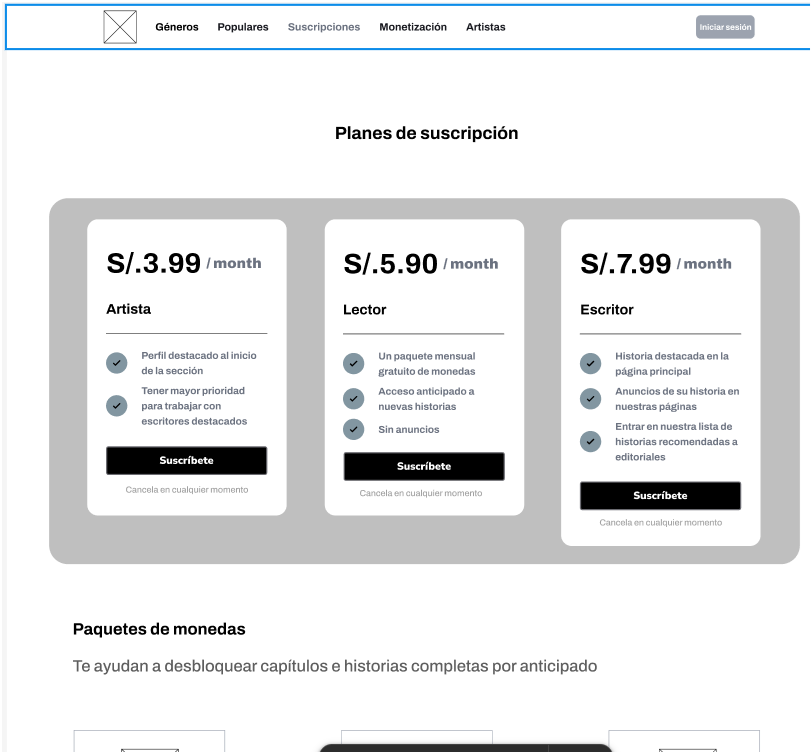 Géneros Populares Suscripciones Monetización Artistas Iniciar sesión
Planes de suscripción
S/.3.99 / month
Artista
Perfil destacado al inicio
de la sección
Tener mayor prioridad
para trabajar con
escritores destacados
Suscríbete
Cancela en cualquier momento
S/.5.90 / month
Lector
Un paquete mensual
gratuito de monedas
Acceso anticipado a
nuevas historias
Sin anuncios
Suscríbete
Cancela en cualquier momento
S/.7.99 / month
Escritor
Historia destacada en la
página principal
Anuncios de su historia en
nuestras páginas
Entrar en nuestra lista de
historias recomendadas a
editoriales
Suscríbete
Cancela en cualquier momento
Paquetes de monedas
Te ayudan a desbloquear capítulos e historias completas por anticipado